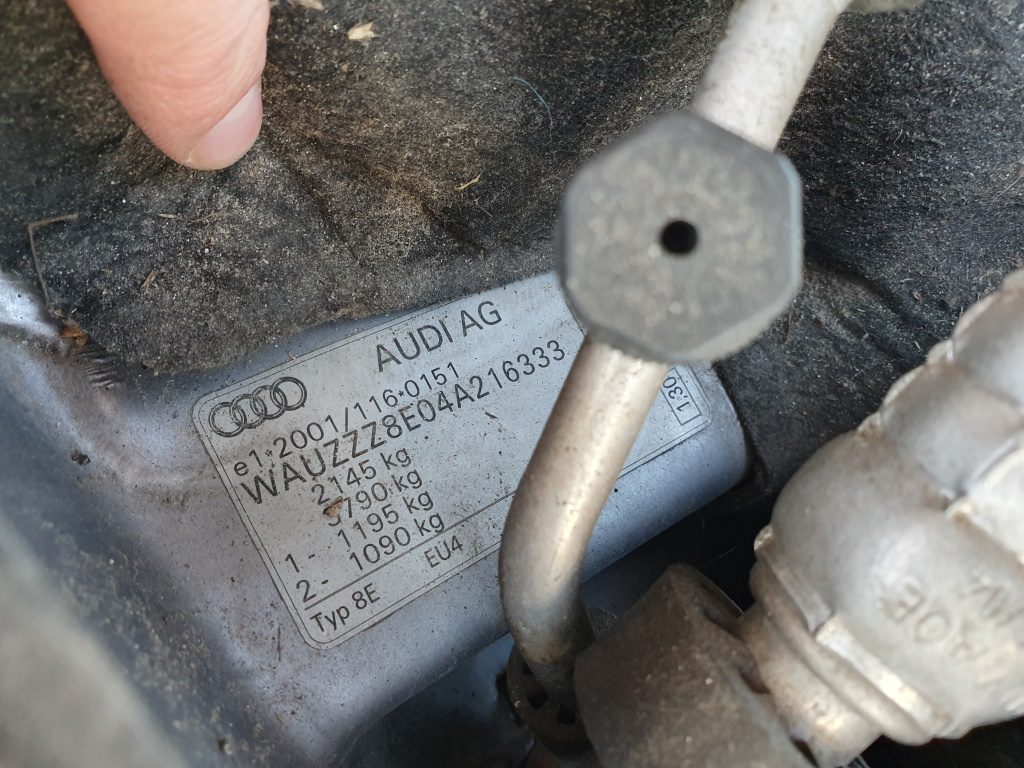 AUDI AG
e1*2001/116*0151
WAUZZZ8E04A216333
2145 kg
3790 kg
1- 1195 kg
2- 1090 kg
Typ 8E EU4
1,30